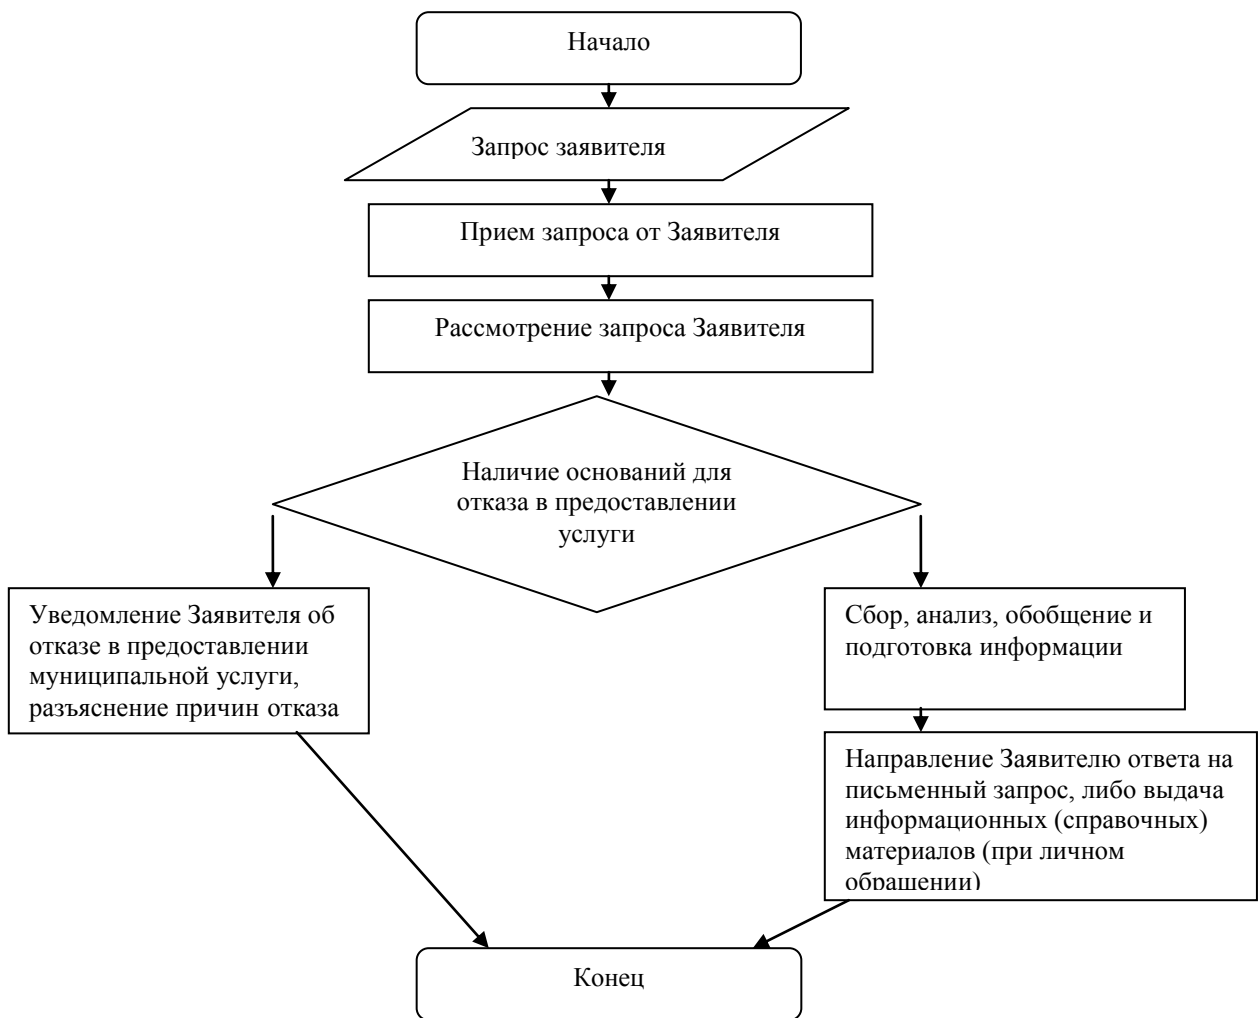 Начало
Запрос заявителя
Прием запроса от Заявителя
Рассмотрение запроса Заявителя
Наличие оснований для
отказа в предоставлении
услуги
Уведомление Заявителя об
отказе в предоставлении
муниципальной услуги,
разъяснение причин отказа
Сбор, анализ, обобщение и
подготовка информации
Направление Заявителю ответа на
письменный запрос, либо выдача
информационных (справочных)
материалов (при личном
обращении)
Конец